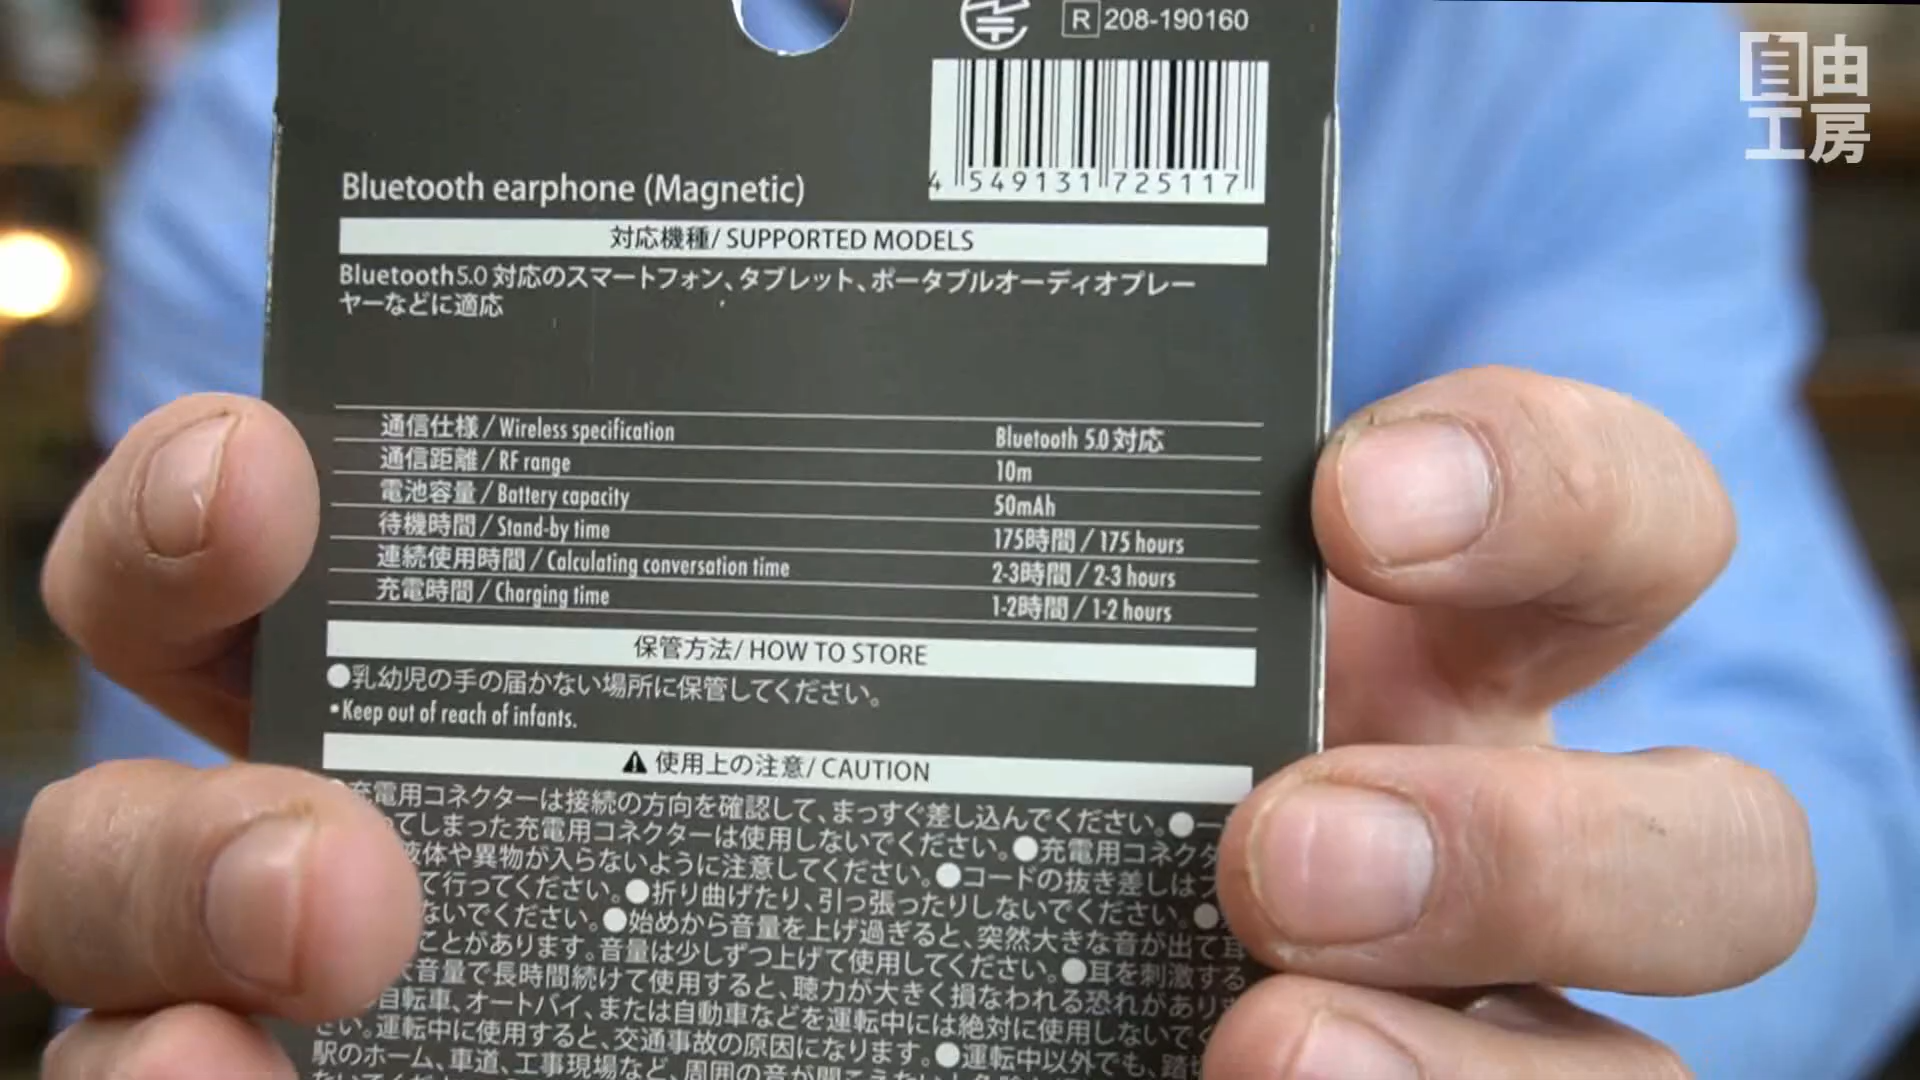 R 208-190160
自由
工房
4 549131 725117
Bluetooth earphone (Magnetic)
対応機種/ SUPPORTED MODELS
Bluetooth5.0 対応のスマートフォン、タブレット、ポータブルオーディオプレー
ヤーなどに適応
通信仕様 / Wireless specification Bluetooth 5.0 対応
通信距離 / RF range 10m
電池容量 / Battery capacity 50mAh
待機時間 / Stand-by time 175時間 / 175 hours
連続使用時間 / Calculating conversation time 2-3時間 / 2-3 hours
充電時間 / Charging time 1-2時間 / 1-2 hours
保管方法/ HOW TO STORE
●乳幼児の手の届かない場所に保管してください。
•Keep out of reach of infants.
⚠ 使用上の注意/ CAUTION
●充電用コネクターは接続の方向を確認して、まっすぐ差し込んでください。●一
てしまった充電用コネクターは使用しないでください。●充電用コネクタ
液体や異物が入らないように注意してください。●コードの抜き差しは
て行ってください。●折り曲げたり、引っ張ったりしないでください。●
ないでください。●始めから音量を上げ過ぎると、突然大きな音が出て耳
ことがあります。音量は少しずつ上げて使用してください。●耳を刺激する
大音量で長時間続けて使用すると、聴力が大きく損なわれる恐れがありま
自転車、オートバイ、または自動車などを運転中には絶対に使用しないでく
さい。運転中に使用すると、交通事故の原因になります。●運転中以外でも、踏切
駅のホーム、車道、工事現場など、周囲の音が聞こえないと